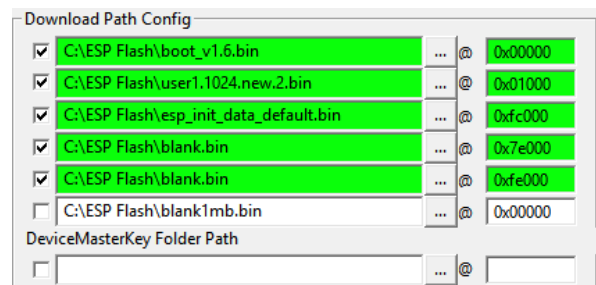 Download Path Config
C:\ESP Flash\boot_v1.6.bin ... @ 0x00000
C:\ESP Flash\user1.1024.new.2.bin ... @ 0x01000
C:\ESP Flash\esp_init_data_default.bin ... @ 0xfc000
C:\ESP Flash\blank.bin ... @ 0x7e000
C:\ESP Flash\blank.bin ... @ 0xfe000
C:\ESP Flash\blank1mb.bin ... @ 0x00000
DeviceMasterKey Folder Path
... @